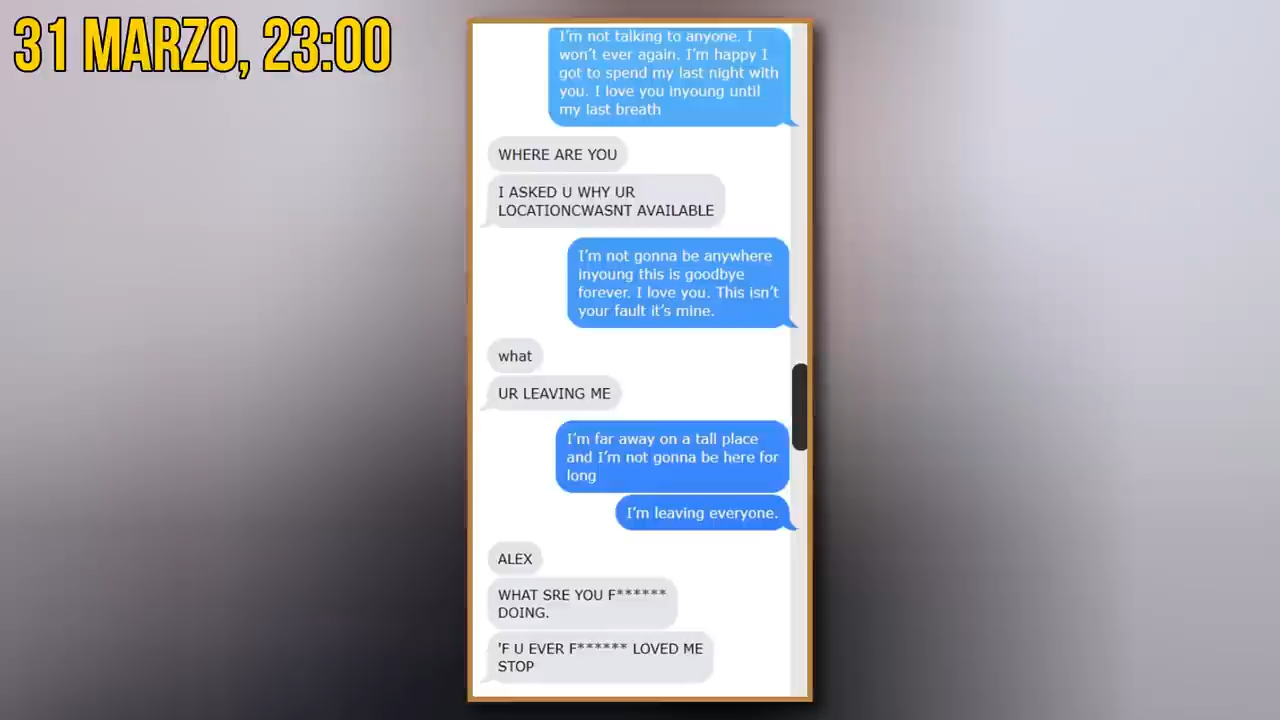 31 MARZO, 23:00
I'm not talking to anyone. I
won't ever again. I'm happy I
got to spend my last night with
you. I love you inyoung until
my last breath
WHERE ARE YOU
I ASKED U WHY UR
LOCATIONCWASNT AVAILABLE
I'm not gonna be anywhere
inyoung this is goodbye
forever. I love you. This isn't
your fault it's mine.
what
UR LEAVING ME
I'm far away on a tall place
and I'm not gonna be here for
long
I'm leaving everyone.
ALEX
WHAT SRE YOU F******
DOING.
'F U EVER F****** LOVED ME
STOP